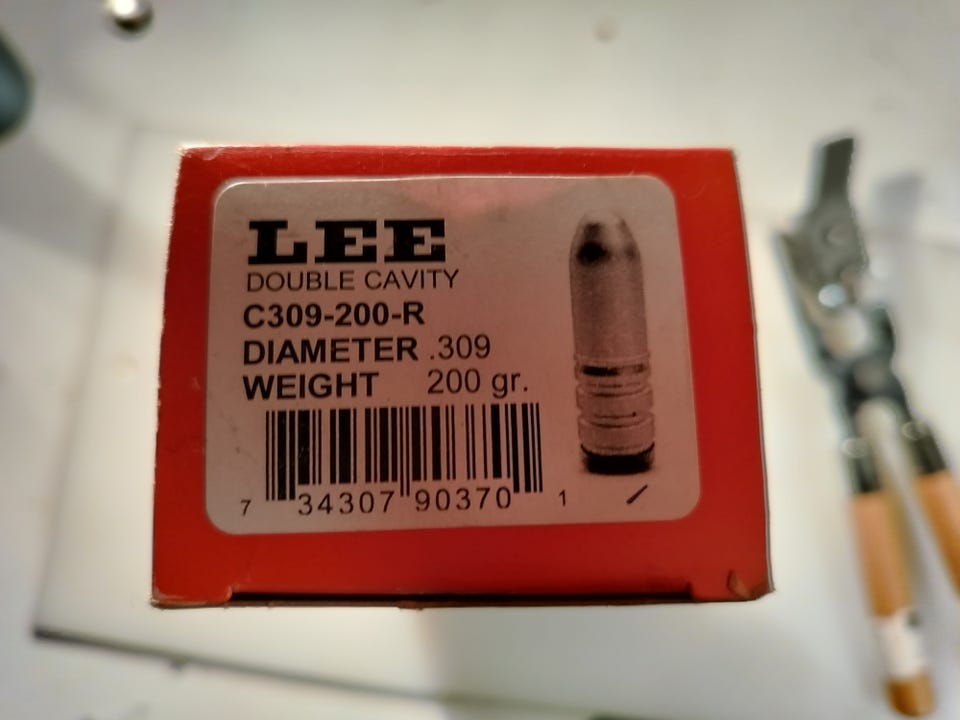 LEE
DOUBLE CAVITY
C309-200-R
DIAMETER .309
WEIGHT 200 gr.
7 34307 90370 1